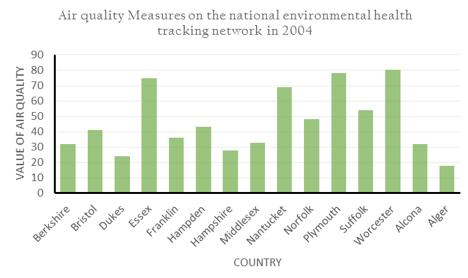 Air quality Measures on the national environmental health
tracking network in 2004
VALUE OF AIR QUALITY
90
80
70
60
50
40
30
20
10
0
Berkshire
Bristol
Dukes
Essex
Franklin
Hampden
Hampshire
Middlesex
Nantucket
Norfolk
Plymouth
Suffolk
Worcester
Alcona
Alger
COUNTRY